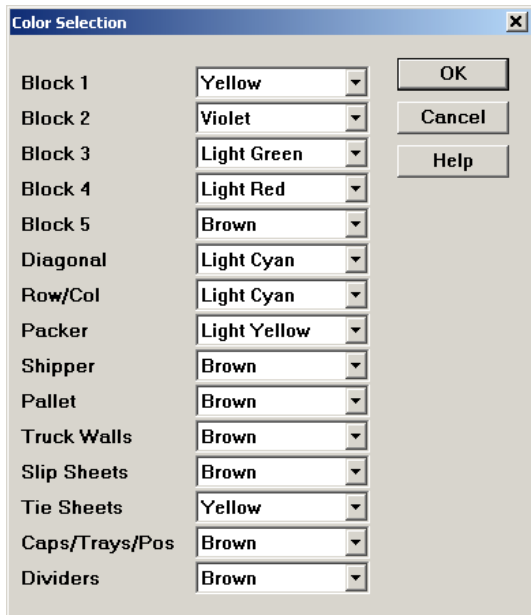 Color Selection
Block 1 Yellow OK
Block 2 Violet Cancel
Block 3 Light Green Help
Block 4 Light Red
Block 5 Brown
Diagonal Light Cyan
Row/Col Light Cyan
Packer Light Yellow
Shipper Brown
Pallet Brown
Truck Walls Brown
Slip Sheets Brown
Tie Sheets Yellow
Caps/Trays/Pos Brown
Dividers Brown